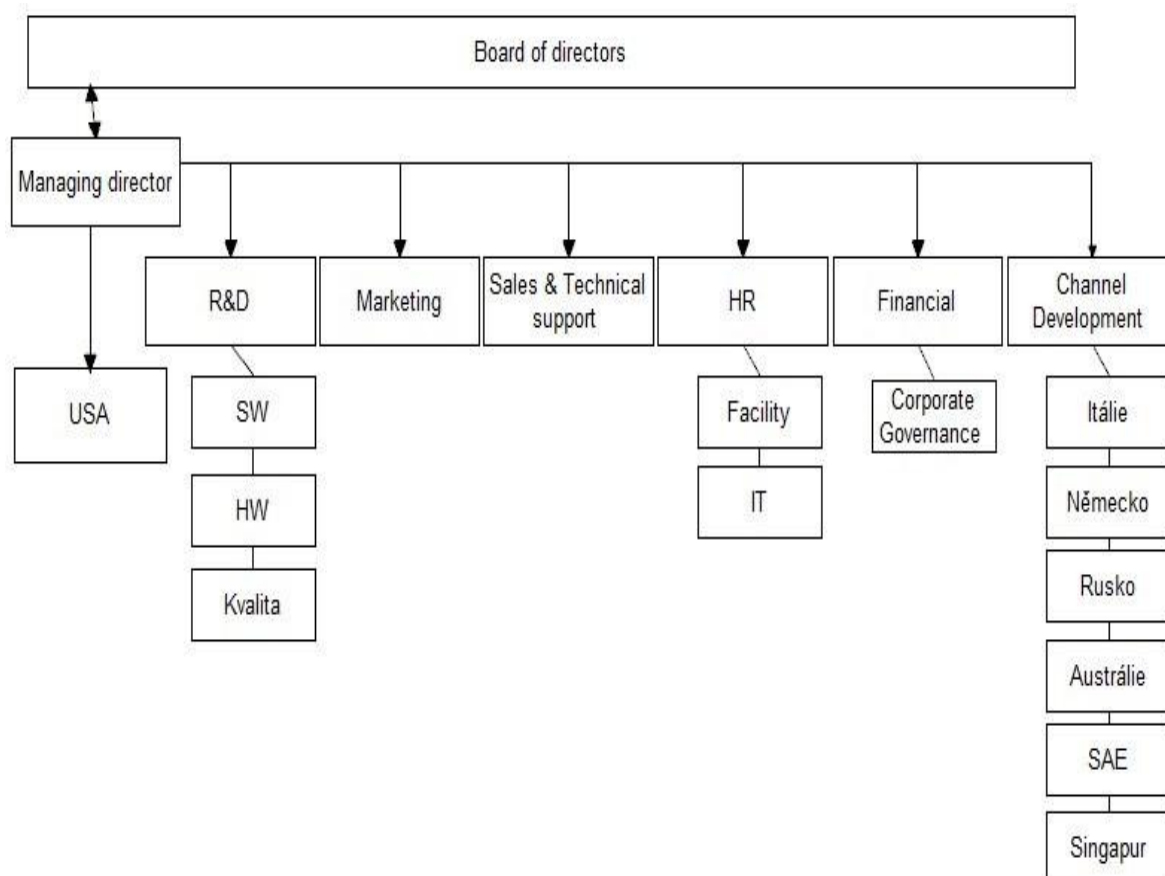 Board of directors
Managing director
R&D
Marketing
Sales & Technical
support
HR
Financial
Channel
Development
USA
SW
Facility
Corporate
Governance
Itálie
HW
IT
Německo
Kvalita
Rusko
Austrálie
SAE
Singapur